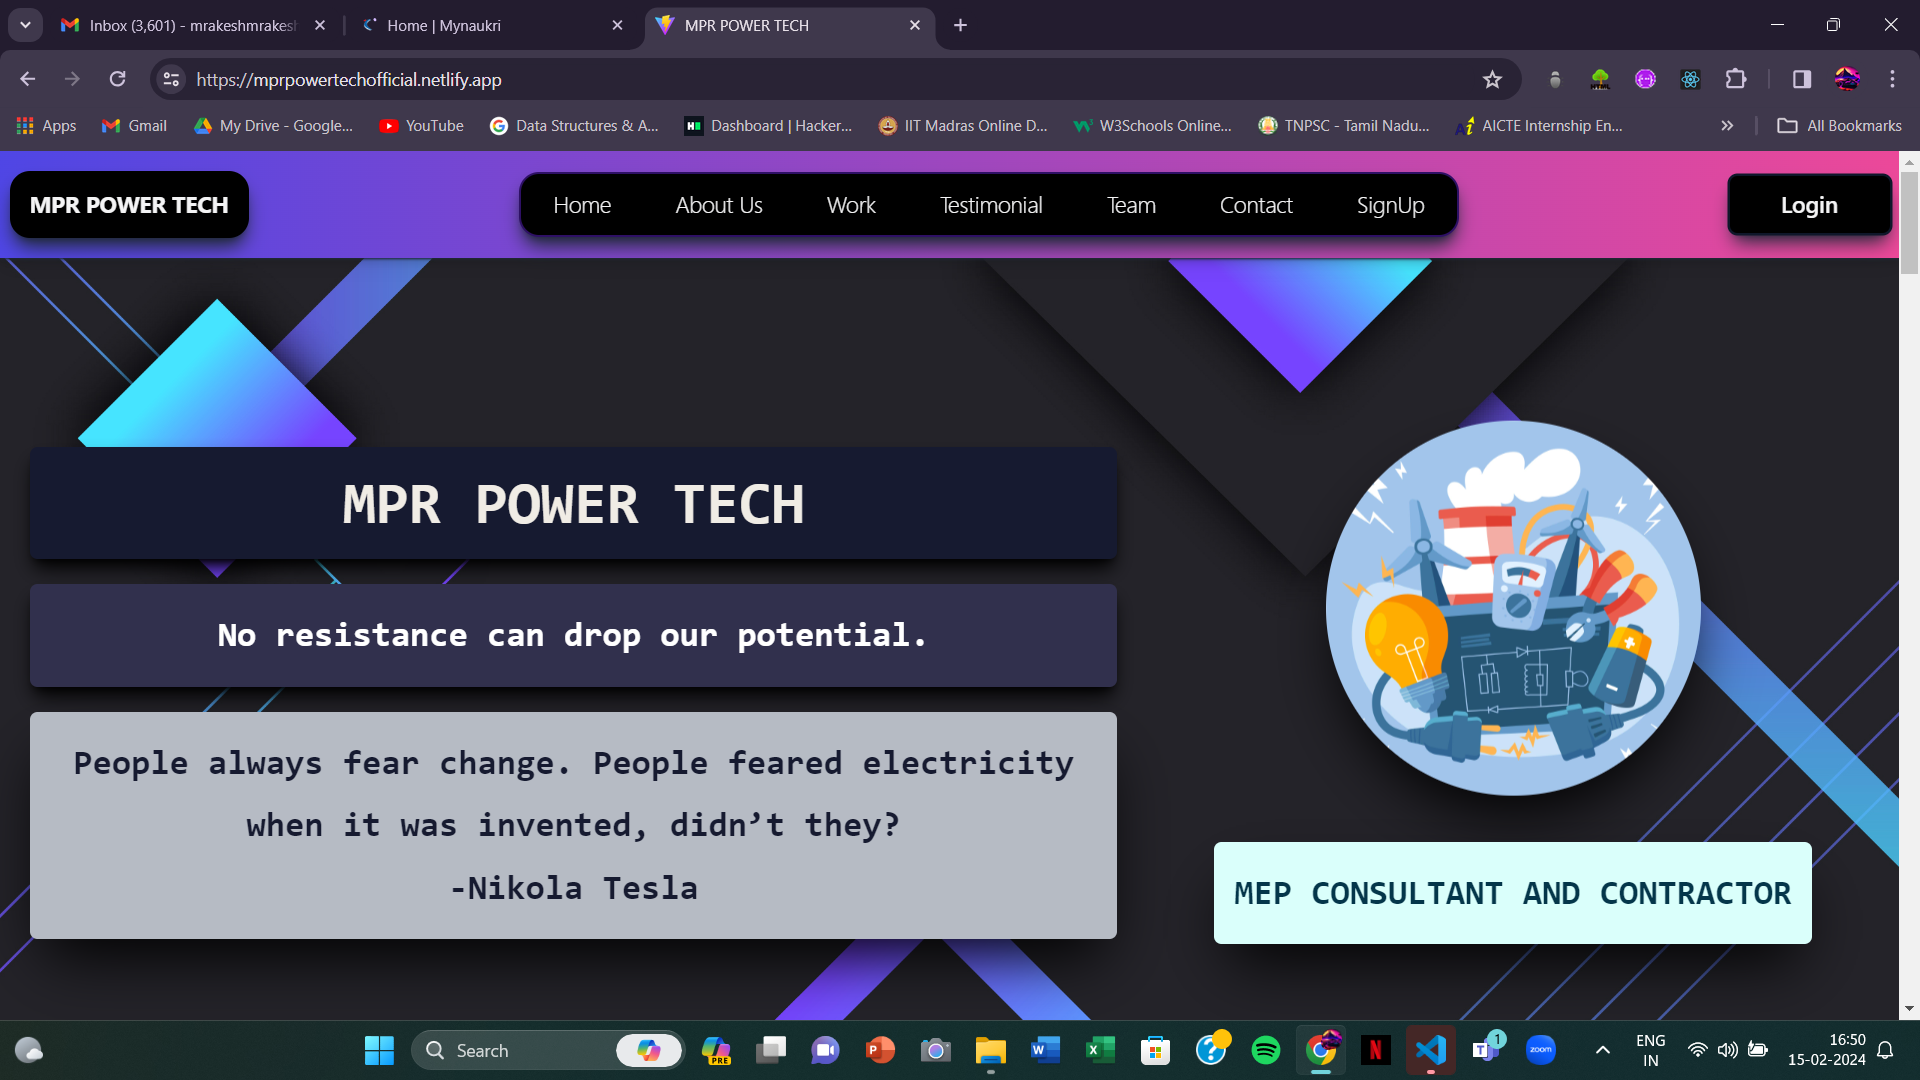 Inbox (3,601) - mrakeshmrakesh
Home | Mynaukri
MPR POWER TECH
https://mprpowertechofficial.netlify.app
Apps
Gmail
My Drive - Google...
YouTube
Data Structures & A...
Dashboard | Hacker...
IIT Madras Online D...
W3Schools Online...
TNPSC - Tamil Nadu...
AICTE Internship En...
All Bookmarks
MPR POWER TECH
Home
About Us
Work
Testimonial
Team
Contact
SignUp
Login
MPR POWER TECH
No resistance can drop our potential.
People always fear change. People feared electricity
when it was invented, didn’t they?
-Nikola Tesla
MEP CONSULTANT AND CONTRACTOR
Search
PRE
zoom
1
ENG
IN
16:50
15-02-2024